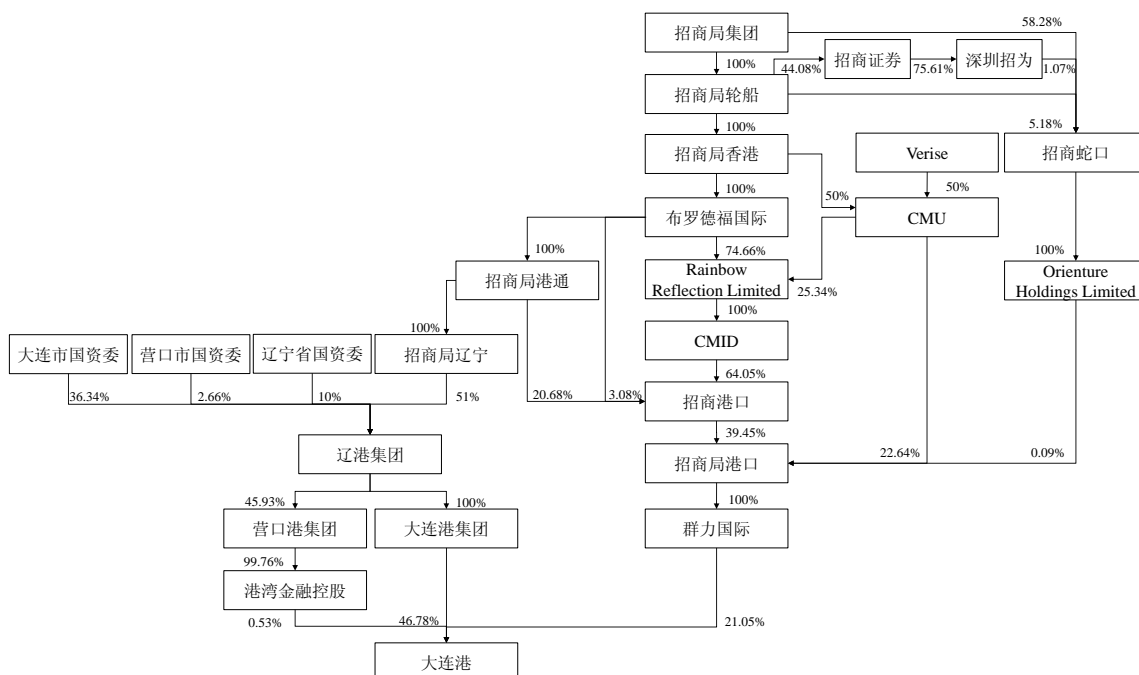 招商局集团
58.28%
100%
招商证券
深圳招为
44.08%
75.61%
1.07%
招商局轮船
100%
5.18%
招商局香港
Verise
招商蛇口
100%
50%
50%
布罗德福国际
CMU
100%
74.66%
100%
招商局港通
Rainbow
Reflection Limited
25.34%
Orienture
Holdings Limited
100%
100%
大连市国资委
营口市国资委
辽宁省国资委
招商局辽宁
CMID
64.05%
36.34%
2.66%
10%
51%
20.68%
3.08%
招商港口
39.45%
辽港集团
招商局港口
22.64%
0.09%
45.93%
100%
100%
营口港集团
大连港集团
群力国际
99.76%
港湾金融控股
0.53%
46.78%
21.05%
大连港